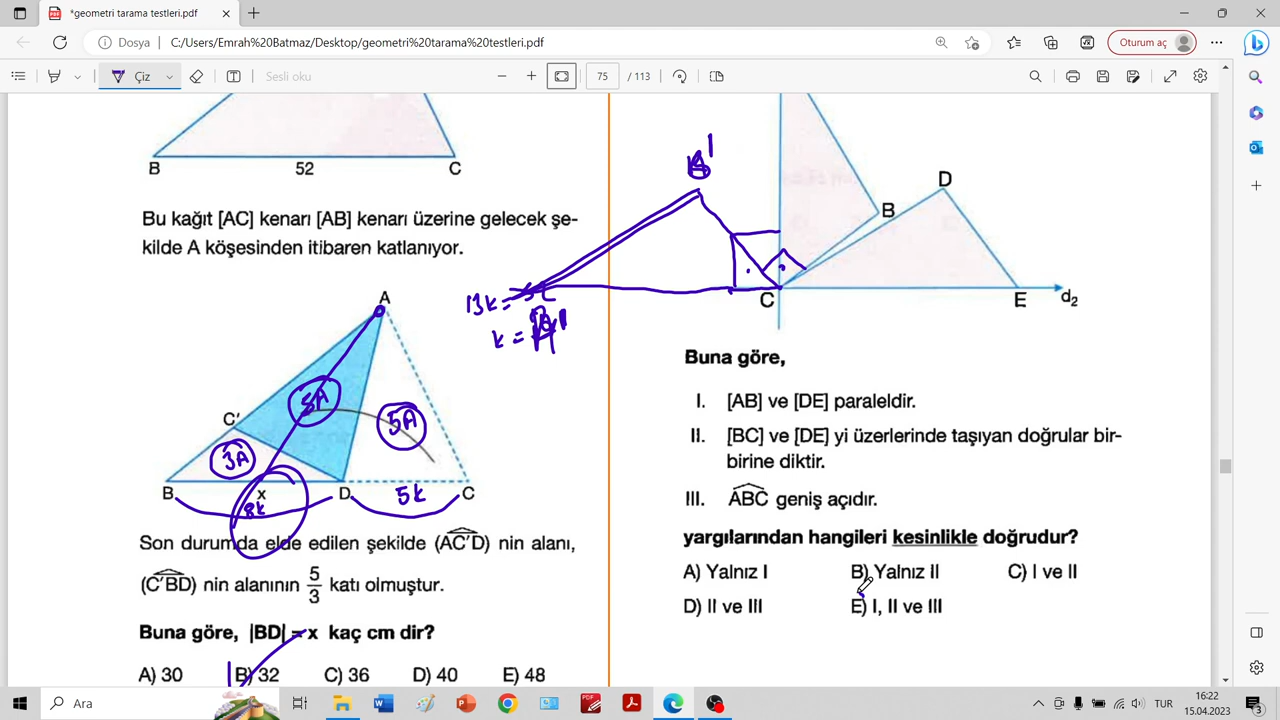 *geometri tarama testleri.pdf
Dosya
C:/Users/Emrah%20Batmaz/Desktop/geometri%20tarama%20testleri.pdf
Oturum aç
Çiz
Sesli oku
75
/ 113
B
52
C
Bu kağıt [AC] kenarı [AB] kenarı üzerine gelecek şe-
kilde A köşesinden itibaren katlanıyor.
A
C'
5A
5A
3A
B
x
D
C
8k
5k
Son durumda elde edilen şekilde (AC'D) nin alanı,
(C'BD) nin alanının 5/3 katı olmuştur.
Buna göre, |BD| = x kaç cm dir?
A) 30
B) 32
C) 36
D) 40
E) 48
13k =
k =
B
D
C
E
d₂
Buna göre,
I. [AB] ve [DE] paraleldir.
II. [BC] ve [DE] yi üzerlerinde taşıyan doğrular bir-
birine diktir.
III. ABC geniş açıdır.
yargılarından hangileri kesinlikle doğrudur?
A) Yalnız I
B) Yalnız II
C) I ve II
D) II ve III
E) I, II ve III
Ara
TUR
16:22
15.04.2023
3